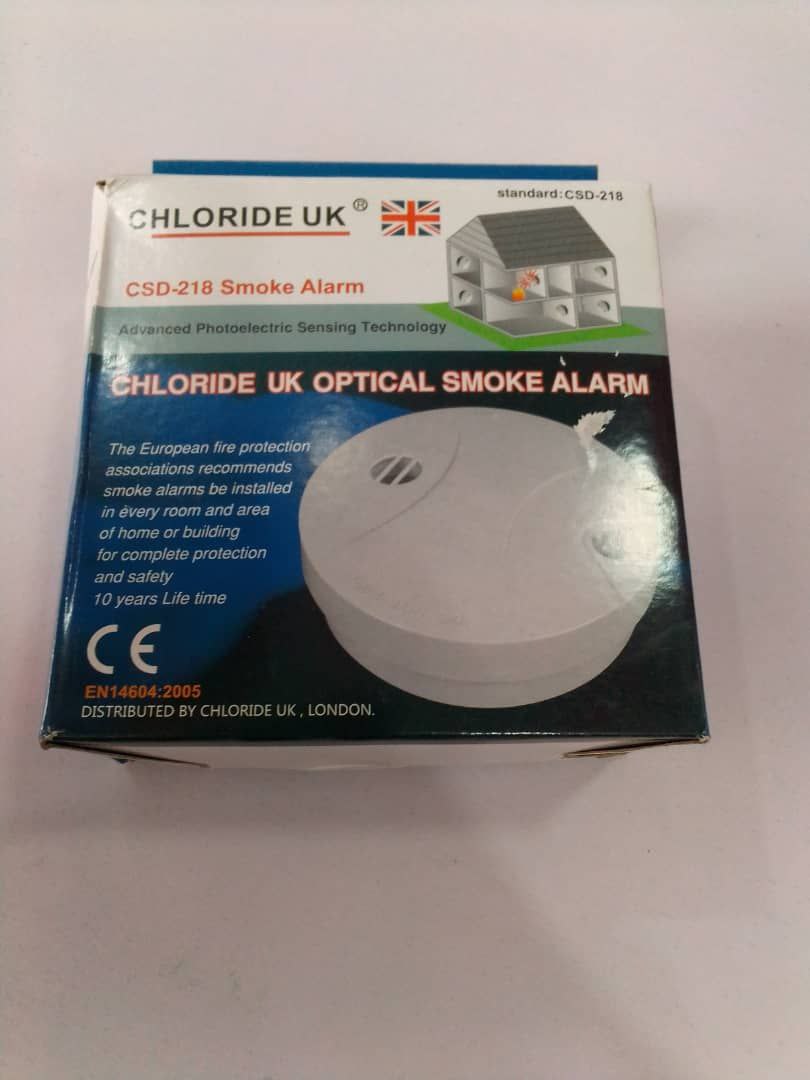 CHLORIDE UK ®
standard:CSD-218
CSD-218 Smoke Alarm
Advanced Photoelectric Sensing Technology
CHLORIDE UK OPTICAL SMOKE ALARM
The European fire protection
associations recommends
smoke alarms be installed
in èvery room and area
of home or building
for complete protection
and safety
10 years Life time
CE
EN14604:2005
DISTRIBUTED BY CHLORIDE UK , LONDON.